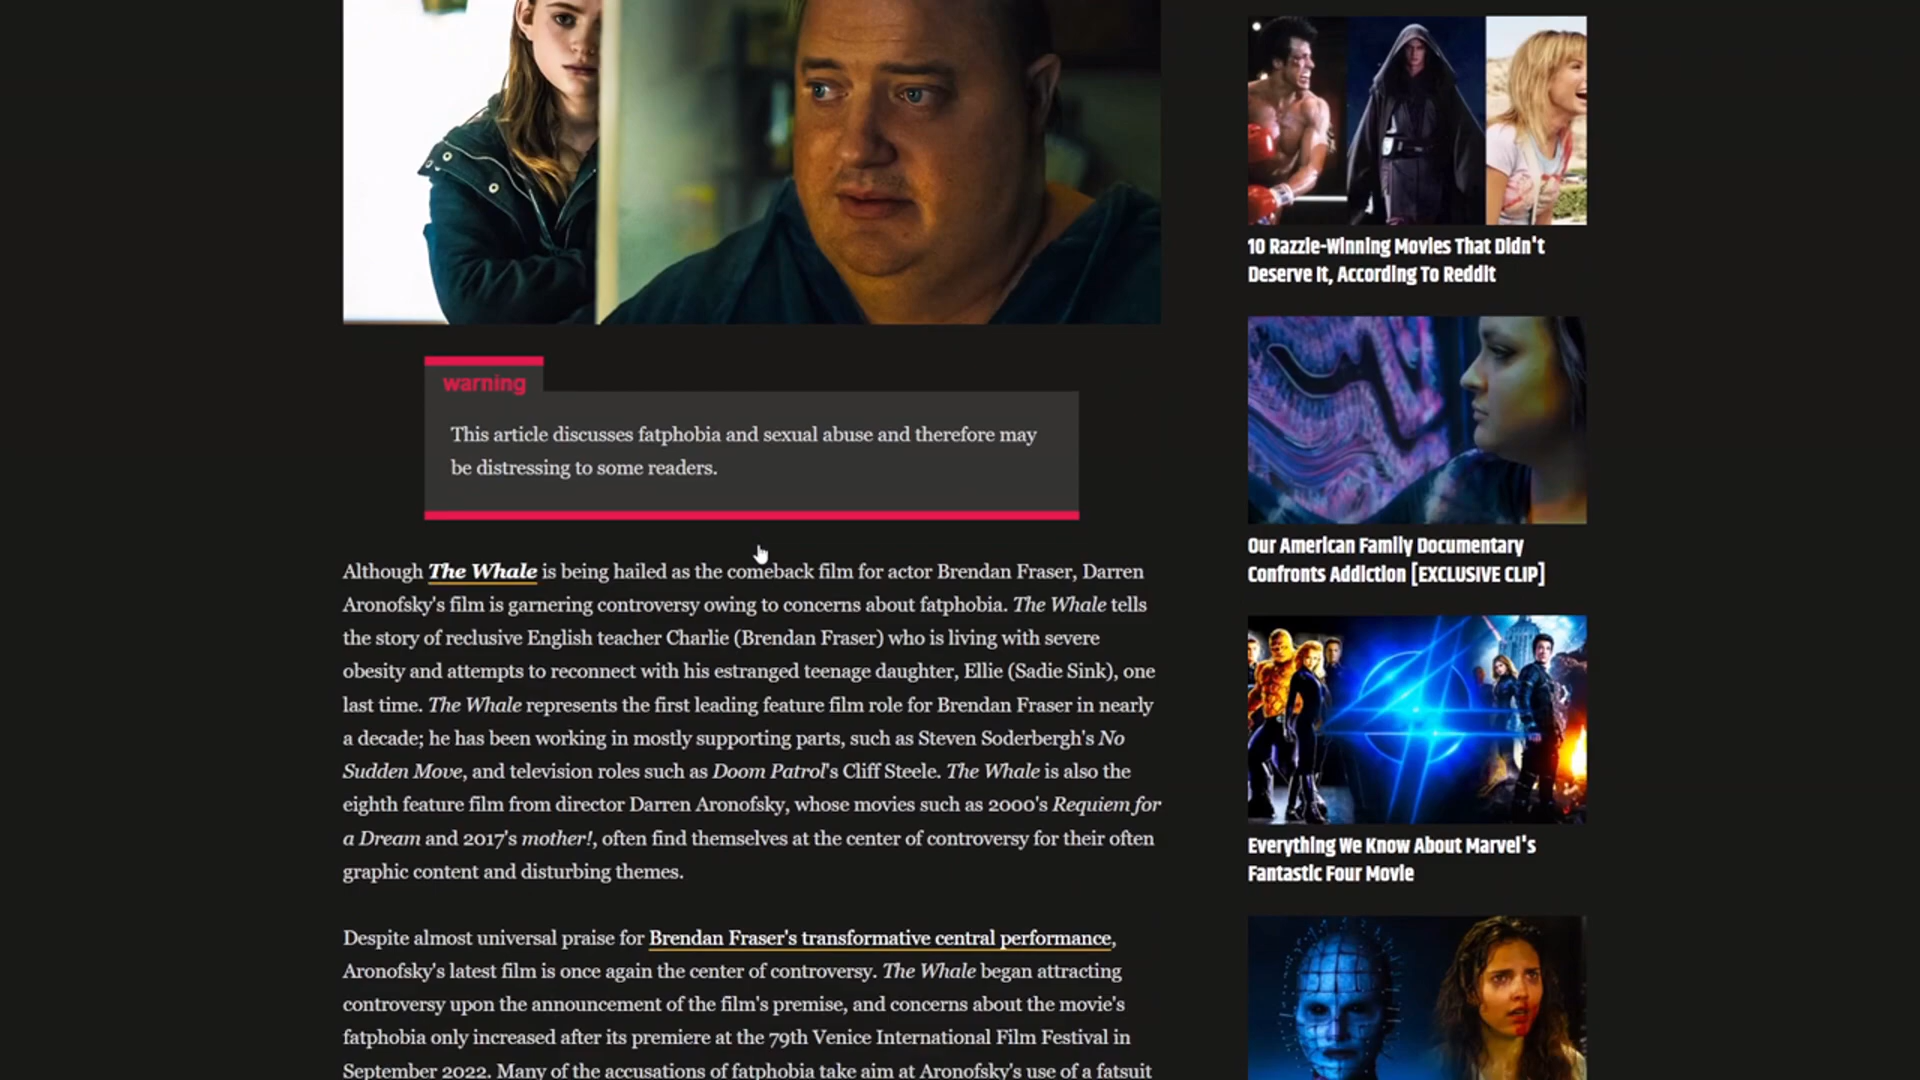 warning
This article discusses fatphobia and sexual abuse and therefore may
be distressing to some readers.
Although The Whale is being hailed as the comeback film for actor Brendan Fraser, Darren
Aronofsky's film is garnering controversy owing to concerns about fatphobia. The Whale tells
the story of reclusive English teacher Charlie (Brendan Fraser) who is living with severe
obesity and attempts to reconnect with his estranged teenage daughter, Ellie (Sadie Sink), one
last time. The Whale represents the first leading feature film role for Brendan Fraser in nearly
a decade; he has been working in mostly supporting parts, such as Steven Soderbergh's No
Sudden Move, and television roles such as Doom Patrol's Cliff Steele. The Whale is also the
eighth feature film from director Darren Aronofsky, whose movies such as 2000's Requiem for
a Dream and 2017's mother!, often find themselves at the center of controversy for their often
graphic content and disturbing themes.
Despite almost universal praise for Brendan Fraser's transformative central performance,
Aronofsky's latest film is once again the center of controversy. The Whale began attracting
controversy upon the announcement of the film's premise, and concerns about the movie's
fatphobia only increased after its premiere at the 79th Venice International Film Festival in
September 2022. Many of the accusations of fatphobia take aim at Aronofsky's use of a fatsuit
10 Razzie-Winning Movies That Didn't
Deserve It, According To Reddit
Our American Family Documentary
Confronts Addiction [EXCLUSIVE CLIP]
Everything We Know About Marvel's
Fantastic Four Movie